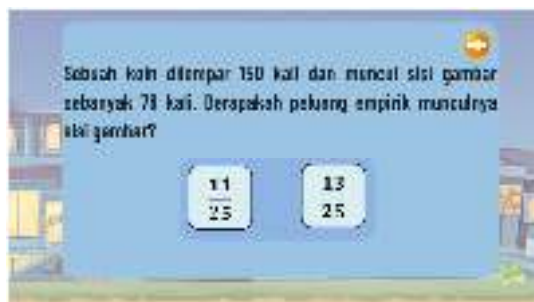 Sebuah koin dilempar 150 kali dan muncul sisi gambar
sebanyak 78 kali. Berapakah peluang empirik munculnya
sisi gambar?
11 13
25 25